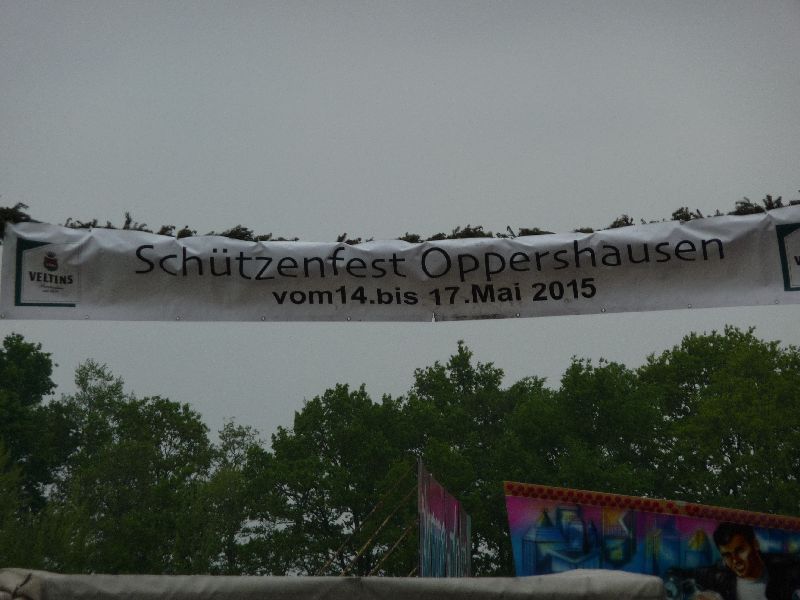 Schützenfest Oppershausen
vom14.bis 17.Mai 2015
VELTINS